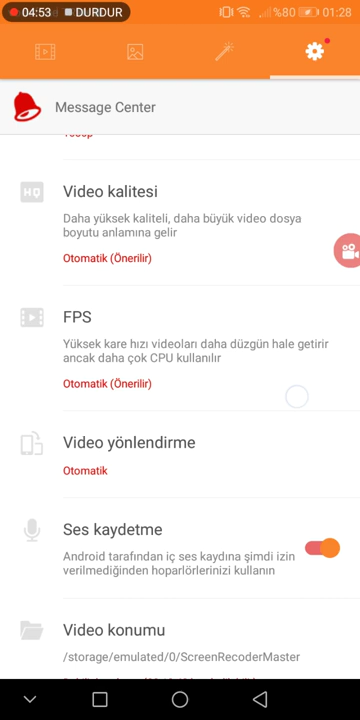 04:53 DURDUR %80 01:28
Message Center
1080p
HQ
Video kalitesi
Daha yüksek kaliteli, daha büyük video dosya
boyutu anlamına gelir
Otomatik (Önerilir)
FPS
Yüksek kare hızı videoları daha düzgün hale getirir
ancak daha çok CPU kullanılır
Otomatik (Önerilir)
Video yönlendirme
Otomatik
Ses kaydetme
Android tarafından iç ses kaydına şimdi izin
verilmediğinden hoparlörlerinizi kullanın
Video konumu
/storage/emulated/0/ScreenRecoderMaster